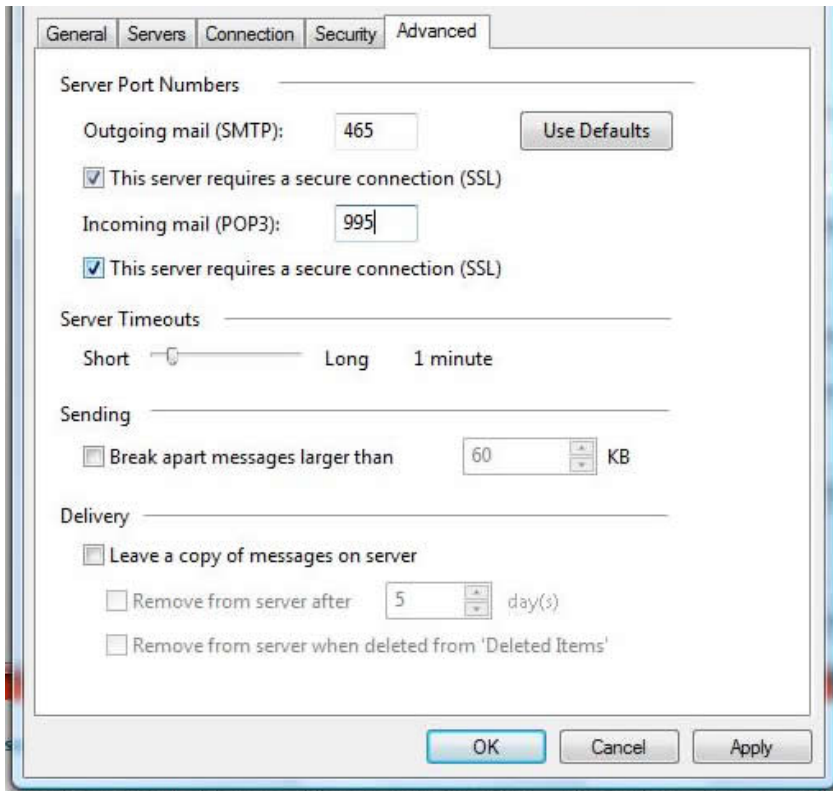 General Servers Connection Security Advanced
Server Port Numbers
Outgoing mail (SMTP): 465 Use Defaults
This server requires a secure connection (SSL)
Incoming mail (POP3): 995
This server requires a secure connection (SSL)
Server Timeouts
Short Long 1 minute
Sending
Break apart messages larger than 60 KB
Delivery
Leave a copy of messages on server
Remove from server after 5 day(s)
Remove from server when deleted from 'Deleted Items'
OK Cancel Apply